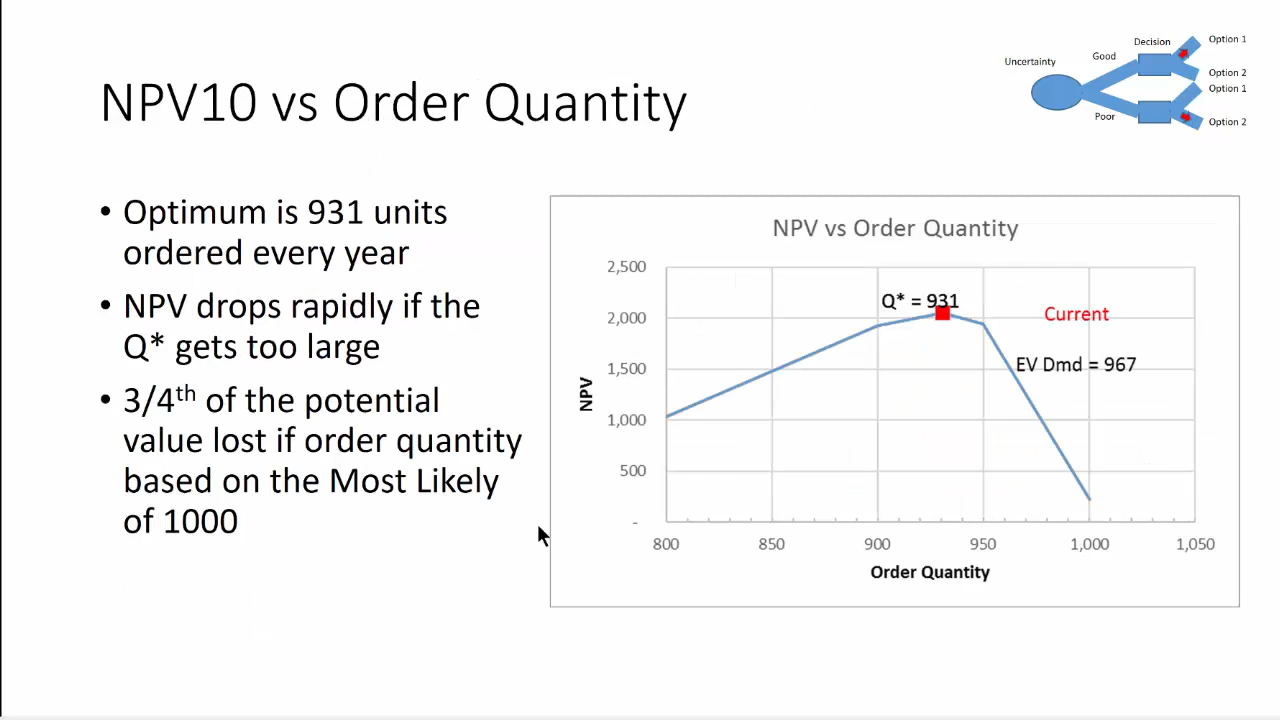 NPV10 vs Order Quantity
Uncertainty
Good
Poor
Decision
Option 1
Option 2
Option 1
Option 2
• Optimum is 931 units
ordered every year
• NPV drops rapidly if the
Q* gets too large
• 3/4th of the potential
value lost if order quantity
based on the Most Likely
of 1000
NPV vs Order Quantity
NPV
2,500
2,000
1,500
1,000
500
-
Q* = 931
Current
EV Dmd = 967
800 850 900 950 1,000 1,050
Order Quantity